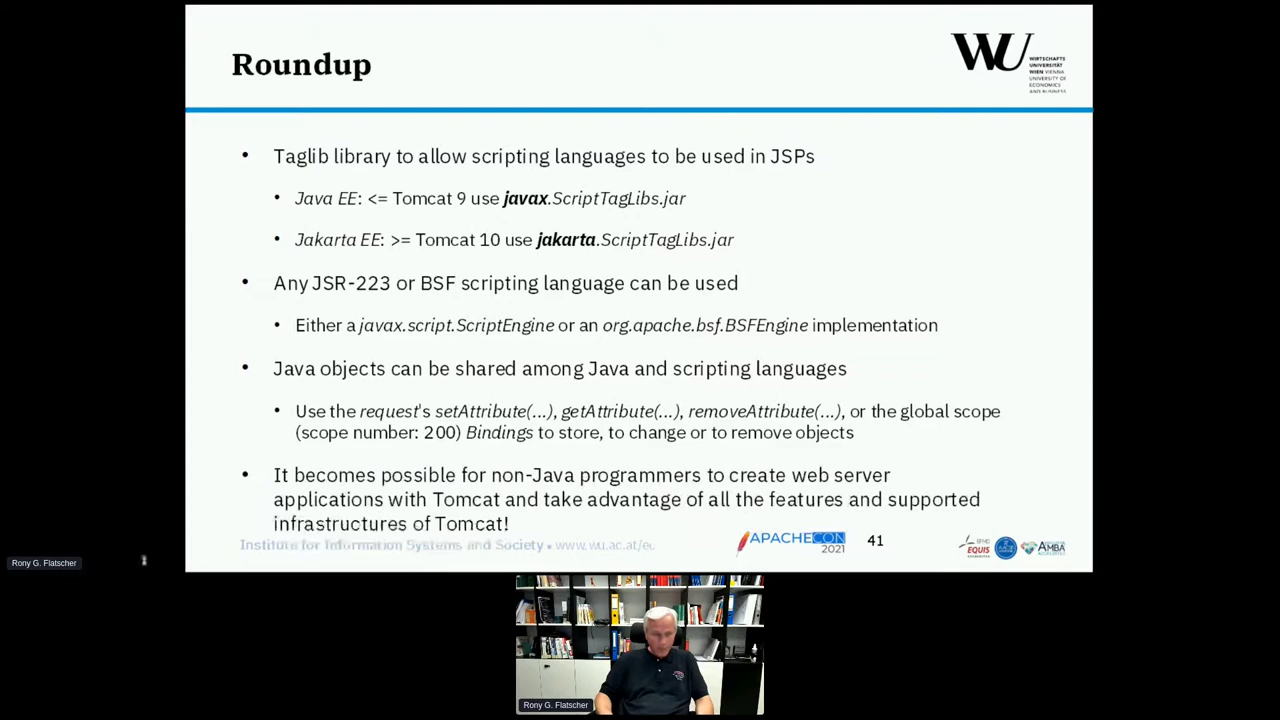 Roundup
WU
WIRTSCHAFTS
UNIVERSITÄT
WIEN VIENNA
UNIVERSITY OF
ECONOMICS
AND BUSINESS
• Taglib library to allow scripting languages to be used in JSPs
• Java EE: <= Tomcat 9 use javax.ScriptTagLibs.jar
• Jakarta EE: >= Tomcat 10 use jakarta.ScriptTagLibs.jar
• Any JSR-223 or BSF scripting language can be used
• Either a javax.script.ScriptEngine or an org.apache.bsf.BSFEngine implementation
• Java objects can be shared among Java and scripting languages
• Use the request's setAttribute(...), getAttribute(...), removeAttribute(...), or the global scope
(scope number: 200) Bindings to store, to change or to remove objects
• It becomes possible for non-Java programmers to create web server
applications with Tomcat and take advantage of all the features and supported
infrastructures of Tomcat!
Institute for Information Systems and Society • www.wu.ac.at/ec
APACHECON
2021
41
EFMD
EQUIS
AMBA
Rony G. Flatscher
Rony G. Flatscher